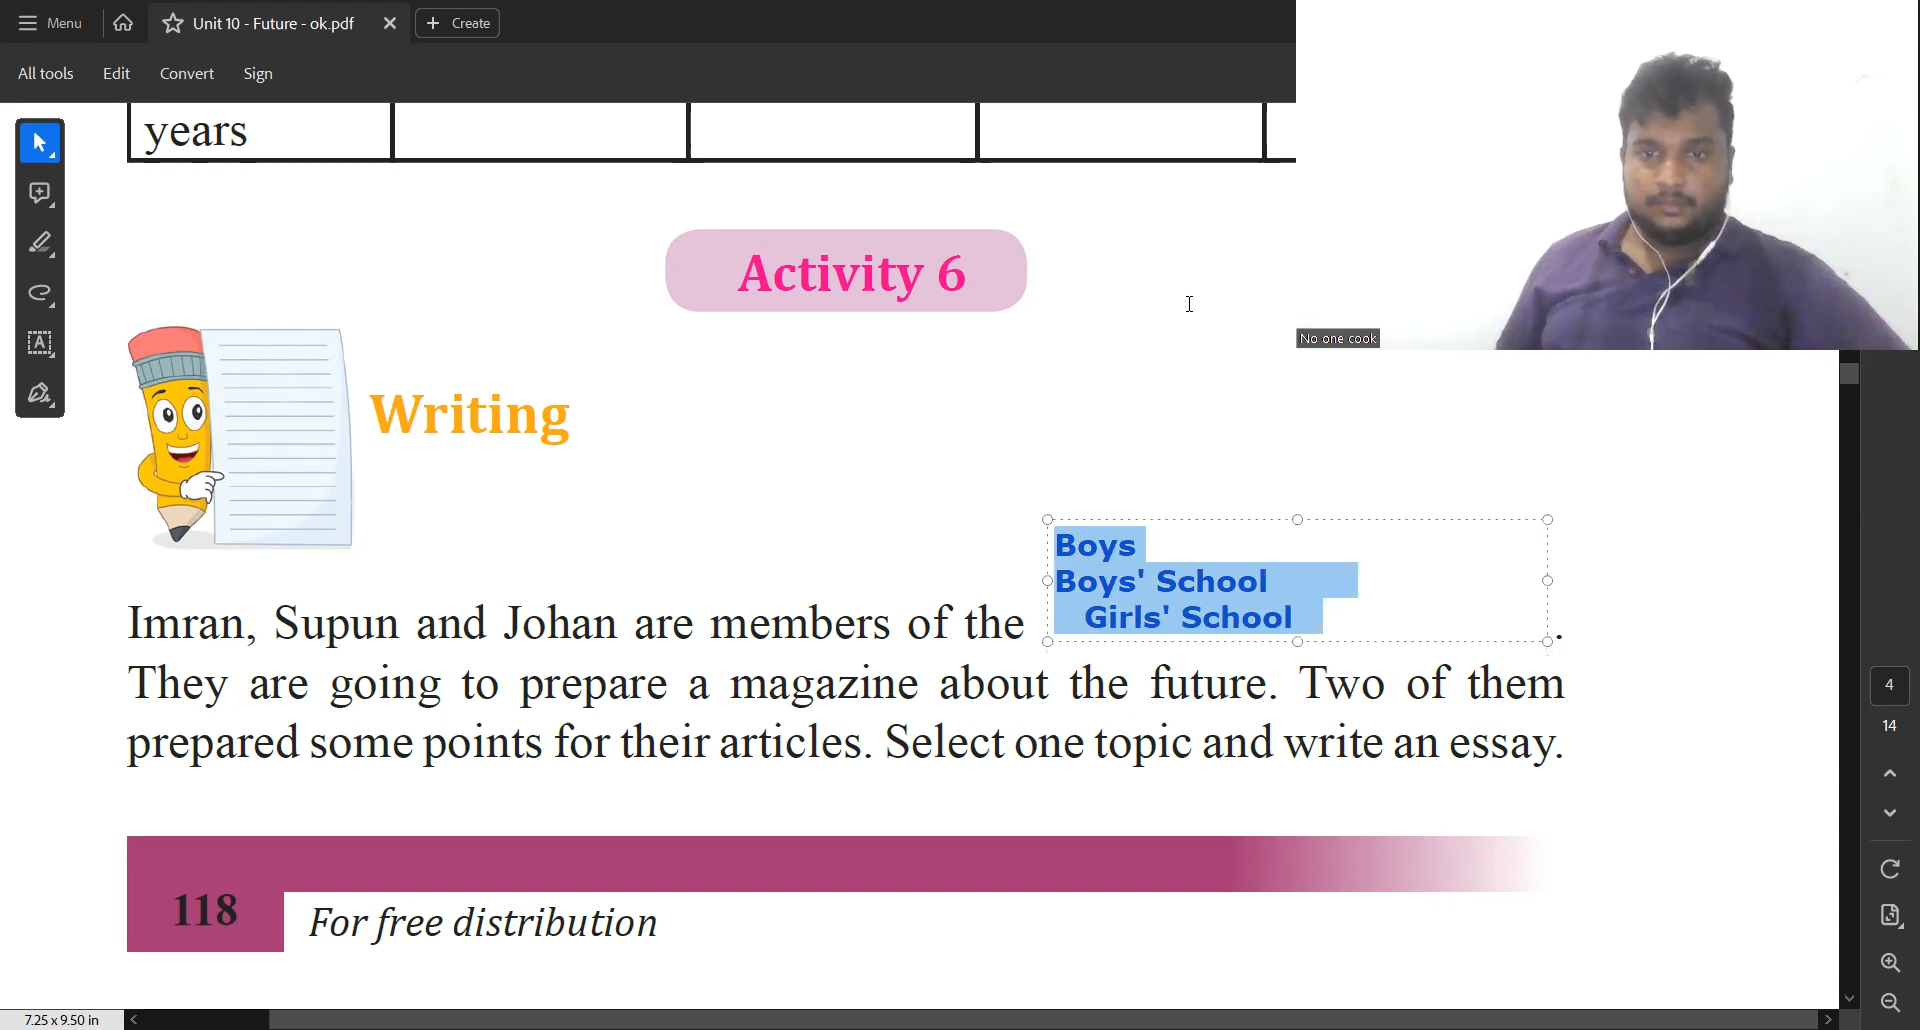 Menu
Unit 10 - Future - ok.pdf
Create
All tools Edit Convert Sign
No one cook
years
Activity 6
Writing
Boys
Boys' School
Girls' School
Imran, Supun and Johan are members of the .
They are going to prepare a magazine about the future. Two of them
prepared some points for their articles. Select one topic and write an essay.
118
For free distribution
4
14
7.25 x 9.50 in